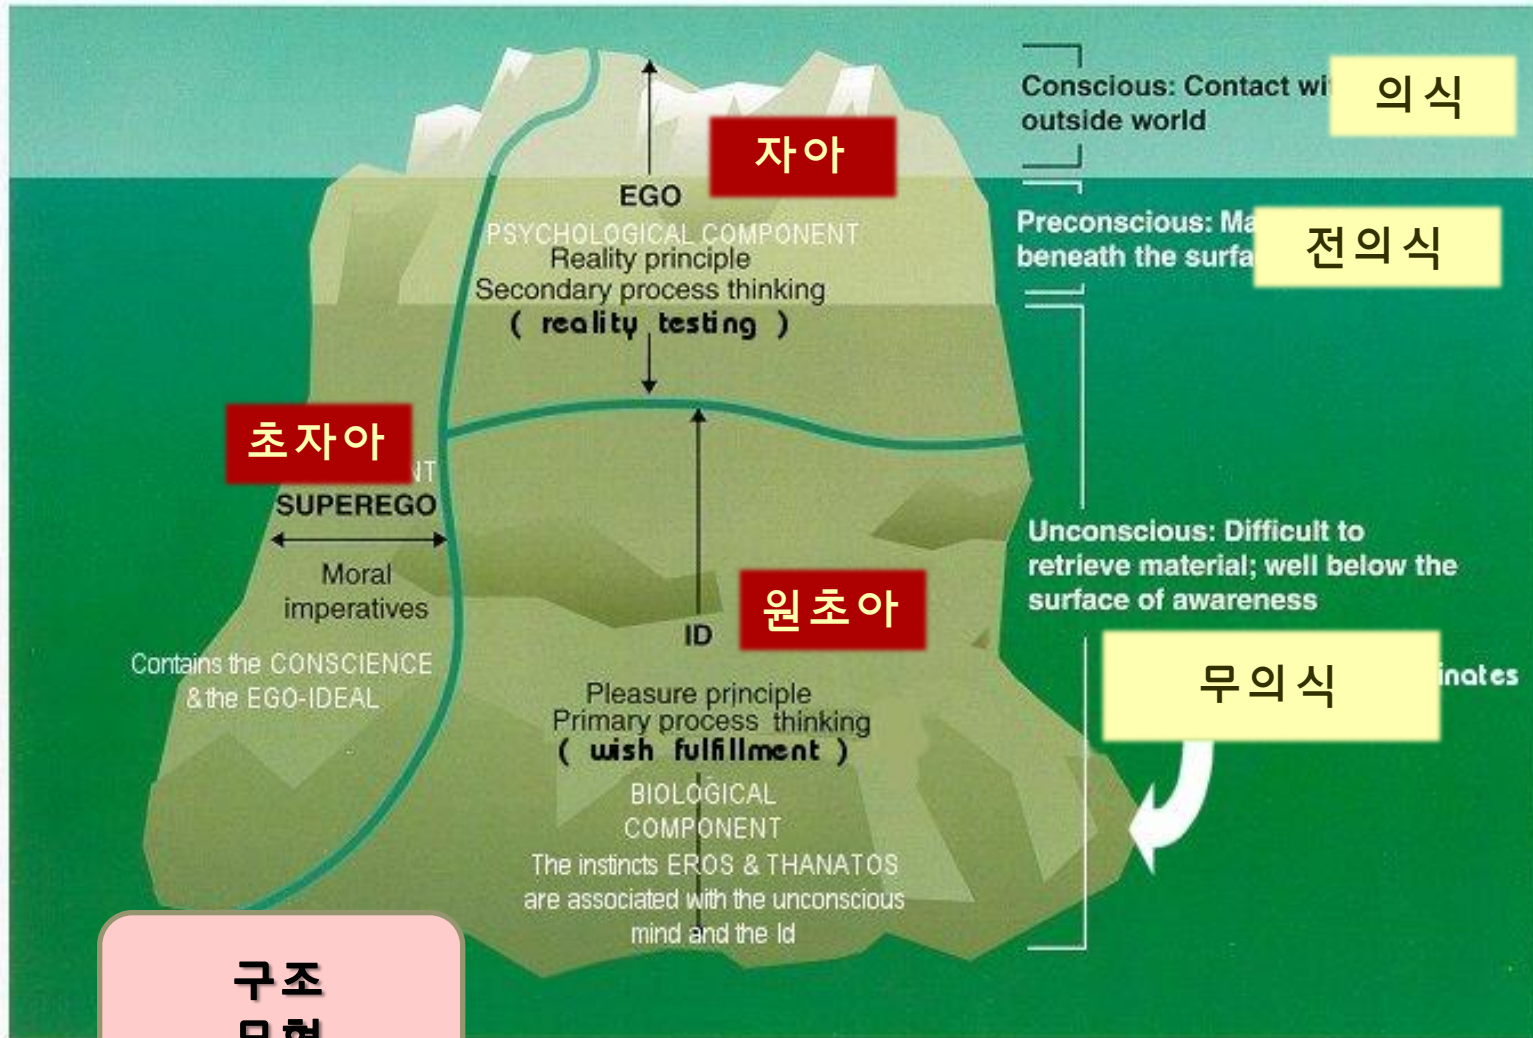 Conscious: Contact
outside world
의식
자아
EGO
PSYCHOLOGICAL COMPONENT
Reality principle
Secondary process thinking
( reality testing )
Preconscious:
beneath the
전의식
초자아
SUPEREGO
Moral
imperatives
Contains the CONSCIENCE
& the EGO-IDEAL
Unconscious: Difficult to
retrieve material; well below the
surface of awareness
무의식
원초아
ID
Pleasure principle
Primary process thinking
( wish fulfillment )
BIOLOGICAL
COMPONENT
The instincts EROS & THANATOS
are associated with the unconscious
mind and the Id
구조